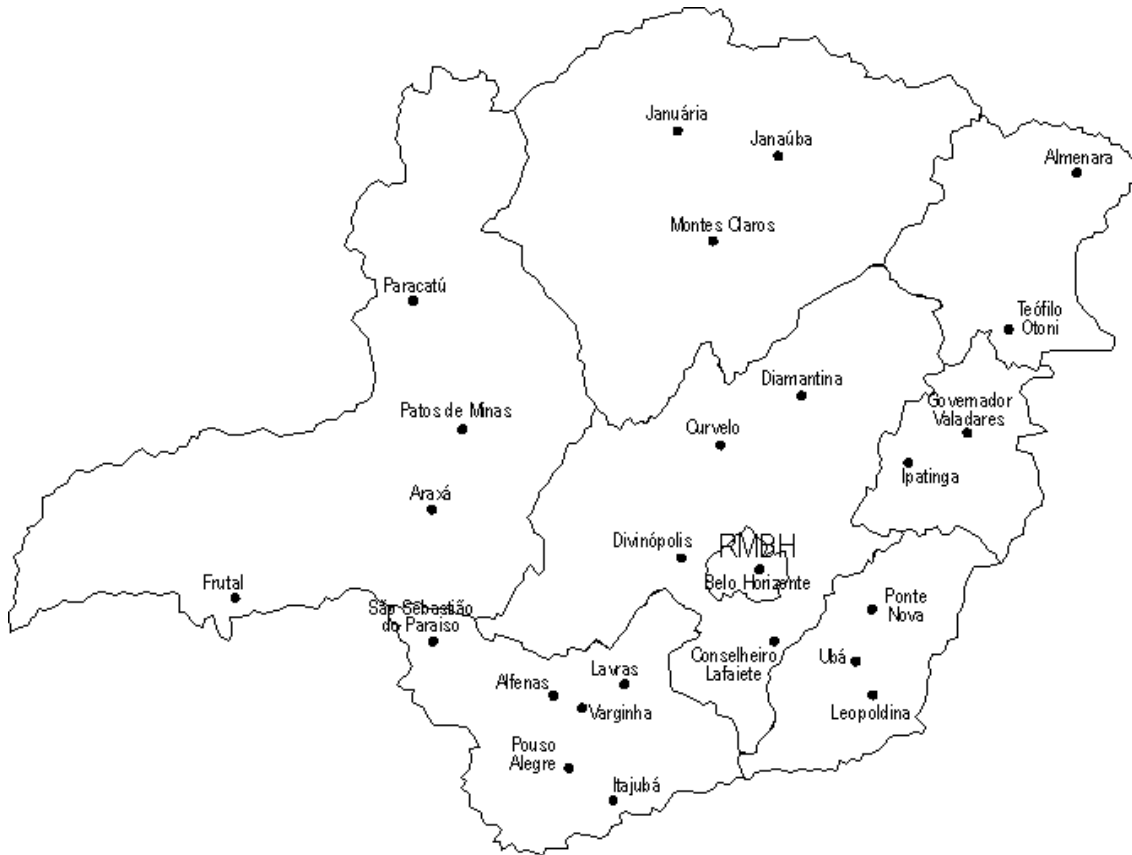 Januária
Janaúba
Almenara
Montes Claros
Paracatú
Teófilo
Otoni
Diamantina
Patos de Minas
Governador
Valadares
Curvelo
Ipatinga
Araxá
Divinópolis
RMBH
Belo Horizonte
Frutal
São Sebastião
do Paraiso
Ponte
Nova
Conselheiro
Lafaiete
Ubá
Lavras
Alfenas
Varginha
Leopoldina
Pouso
Alegre
Itajubá